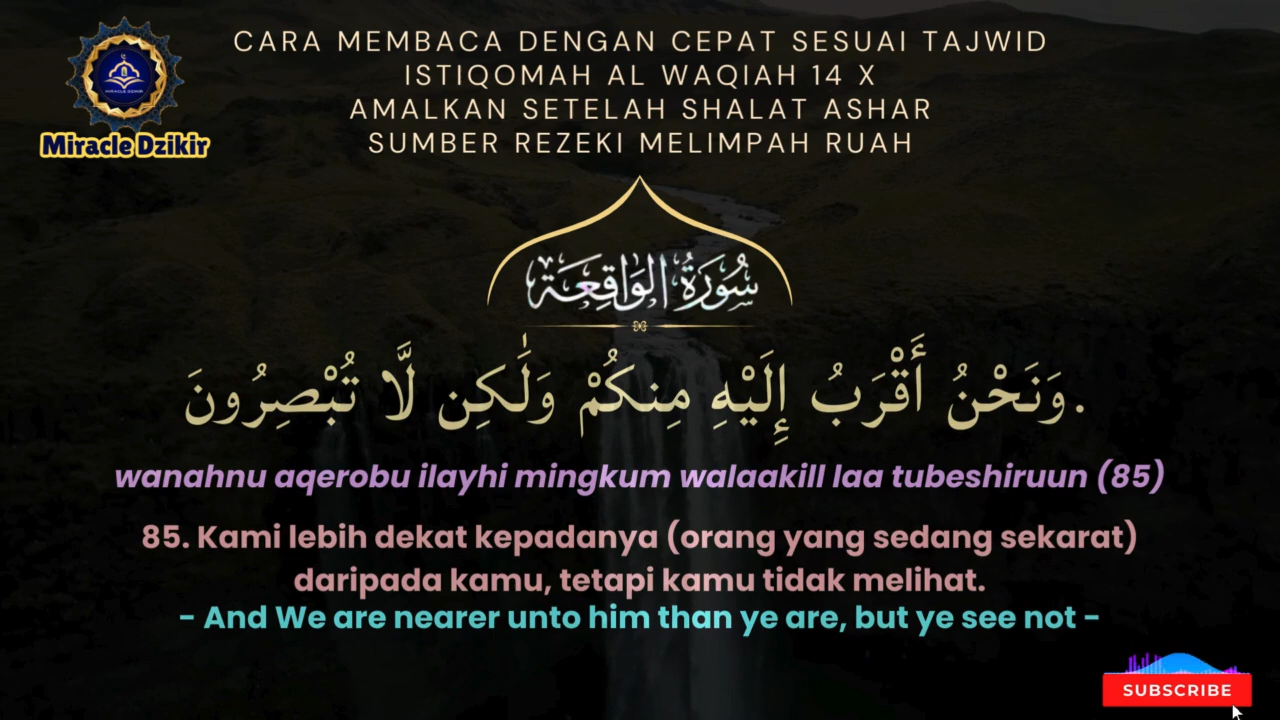 CARA MEMBACA DENGAN CEPAT SESUAI TAJWID
ISTIQOMAH AL WAQIAH 14 X
AMALKAN SETELAH SHALAT ASHAR
SUMBER REZEKI MELIMPAH RUAH
MIRACLE DZIKIR
Miracle Dzikir
سُورَةُ الوَاقِعَة
وَنَحْنُ أَقْرَبُ إِلَيْهِ مِنكُمْ وَلَٰكِن لَّا تُبْصِرُونَ.
wanahnu aqerobu ilayhi mingkum walaakill laa tubeshiruun (85)
85. Kami lebih dekat kepadanya (orang yang sedang sekarat)
daripada kamu, tetapi kamu tidak melihat.
– And We are nearer unto him than ye are, but ye see not –
SUBSCRIBE